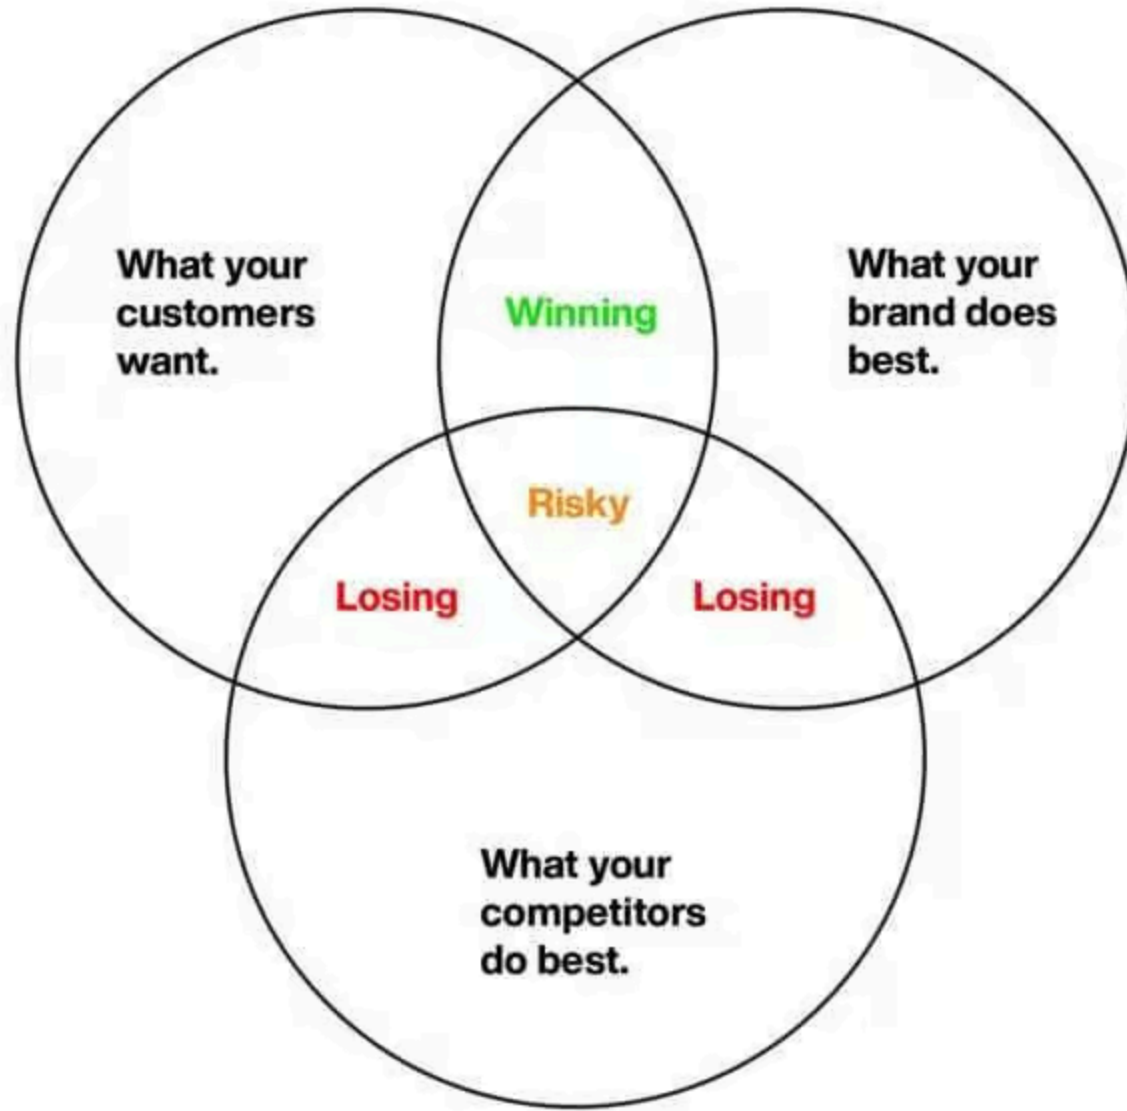 What your
customers
want.
Winning
What your
brand does
best.
Risky
Losing
Losing
What your
competitors
do best.